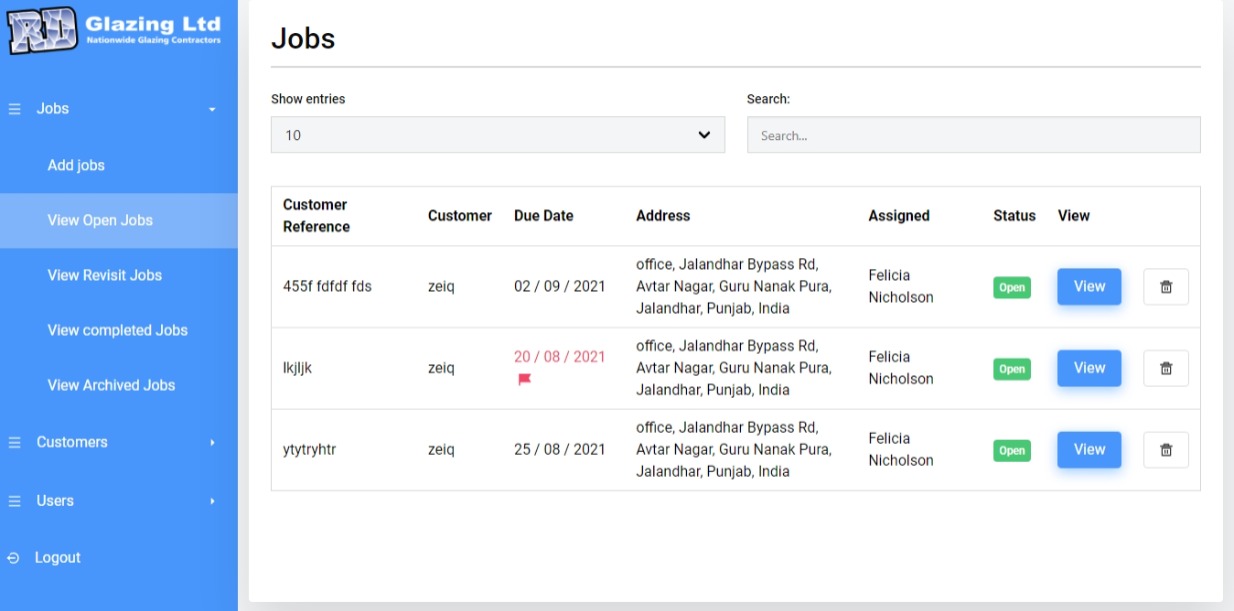 RD Glazing Ltd
Nationwide Glazing Contractors
Jobs
Add jobs
View Open Jobs
View Revisit Jobs
View completed Jobs
View Archived Jobs
Customers
Users
Logout
Jobs
Show entries
10
Search:
Search...
Customer
Reference
Customer
Due Date
Address
Assigned
Status
View
455f fdfdf fds
zeiq
02 / 09 / 2021
office, Jalandhar Bypass Rd,
Avtar Nagar, Guru Nanak Pura,
Jalandhar, Punjab, India
Felicia
Nicholson
Open
View
lkjljk
zeiq
20 / 08 / 2021
office, Jalandhar Bypass Rd,
Avtar Nagar, Guru Nanak Pura,
Jalandhar, Punjab, India
Felicia
Nicholson
Open
View
ytytryhtr
zeiq
25 / 08 / 2021
office, Jalandhar Bypass Rd,
Avtar Nagar, Guru Nanak Pura,
Jalandhar, Punjab, India
Felicia
Nicholson
Open
View